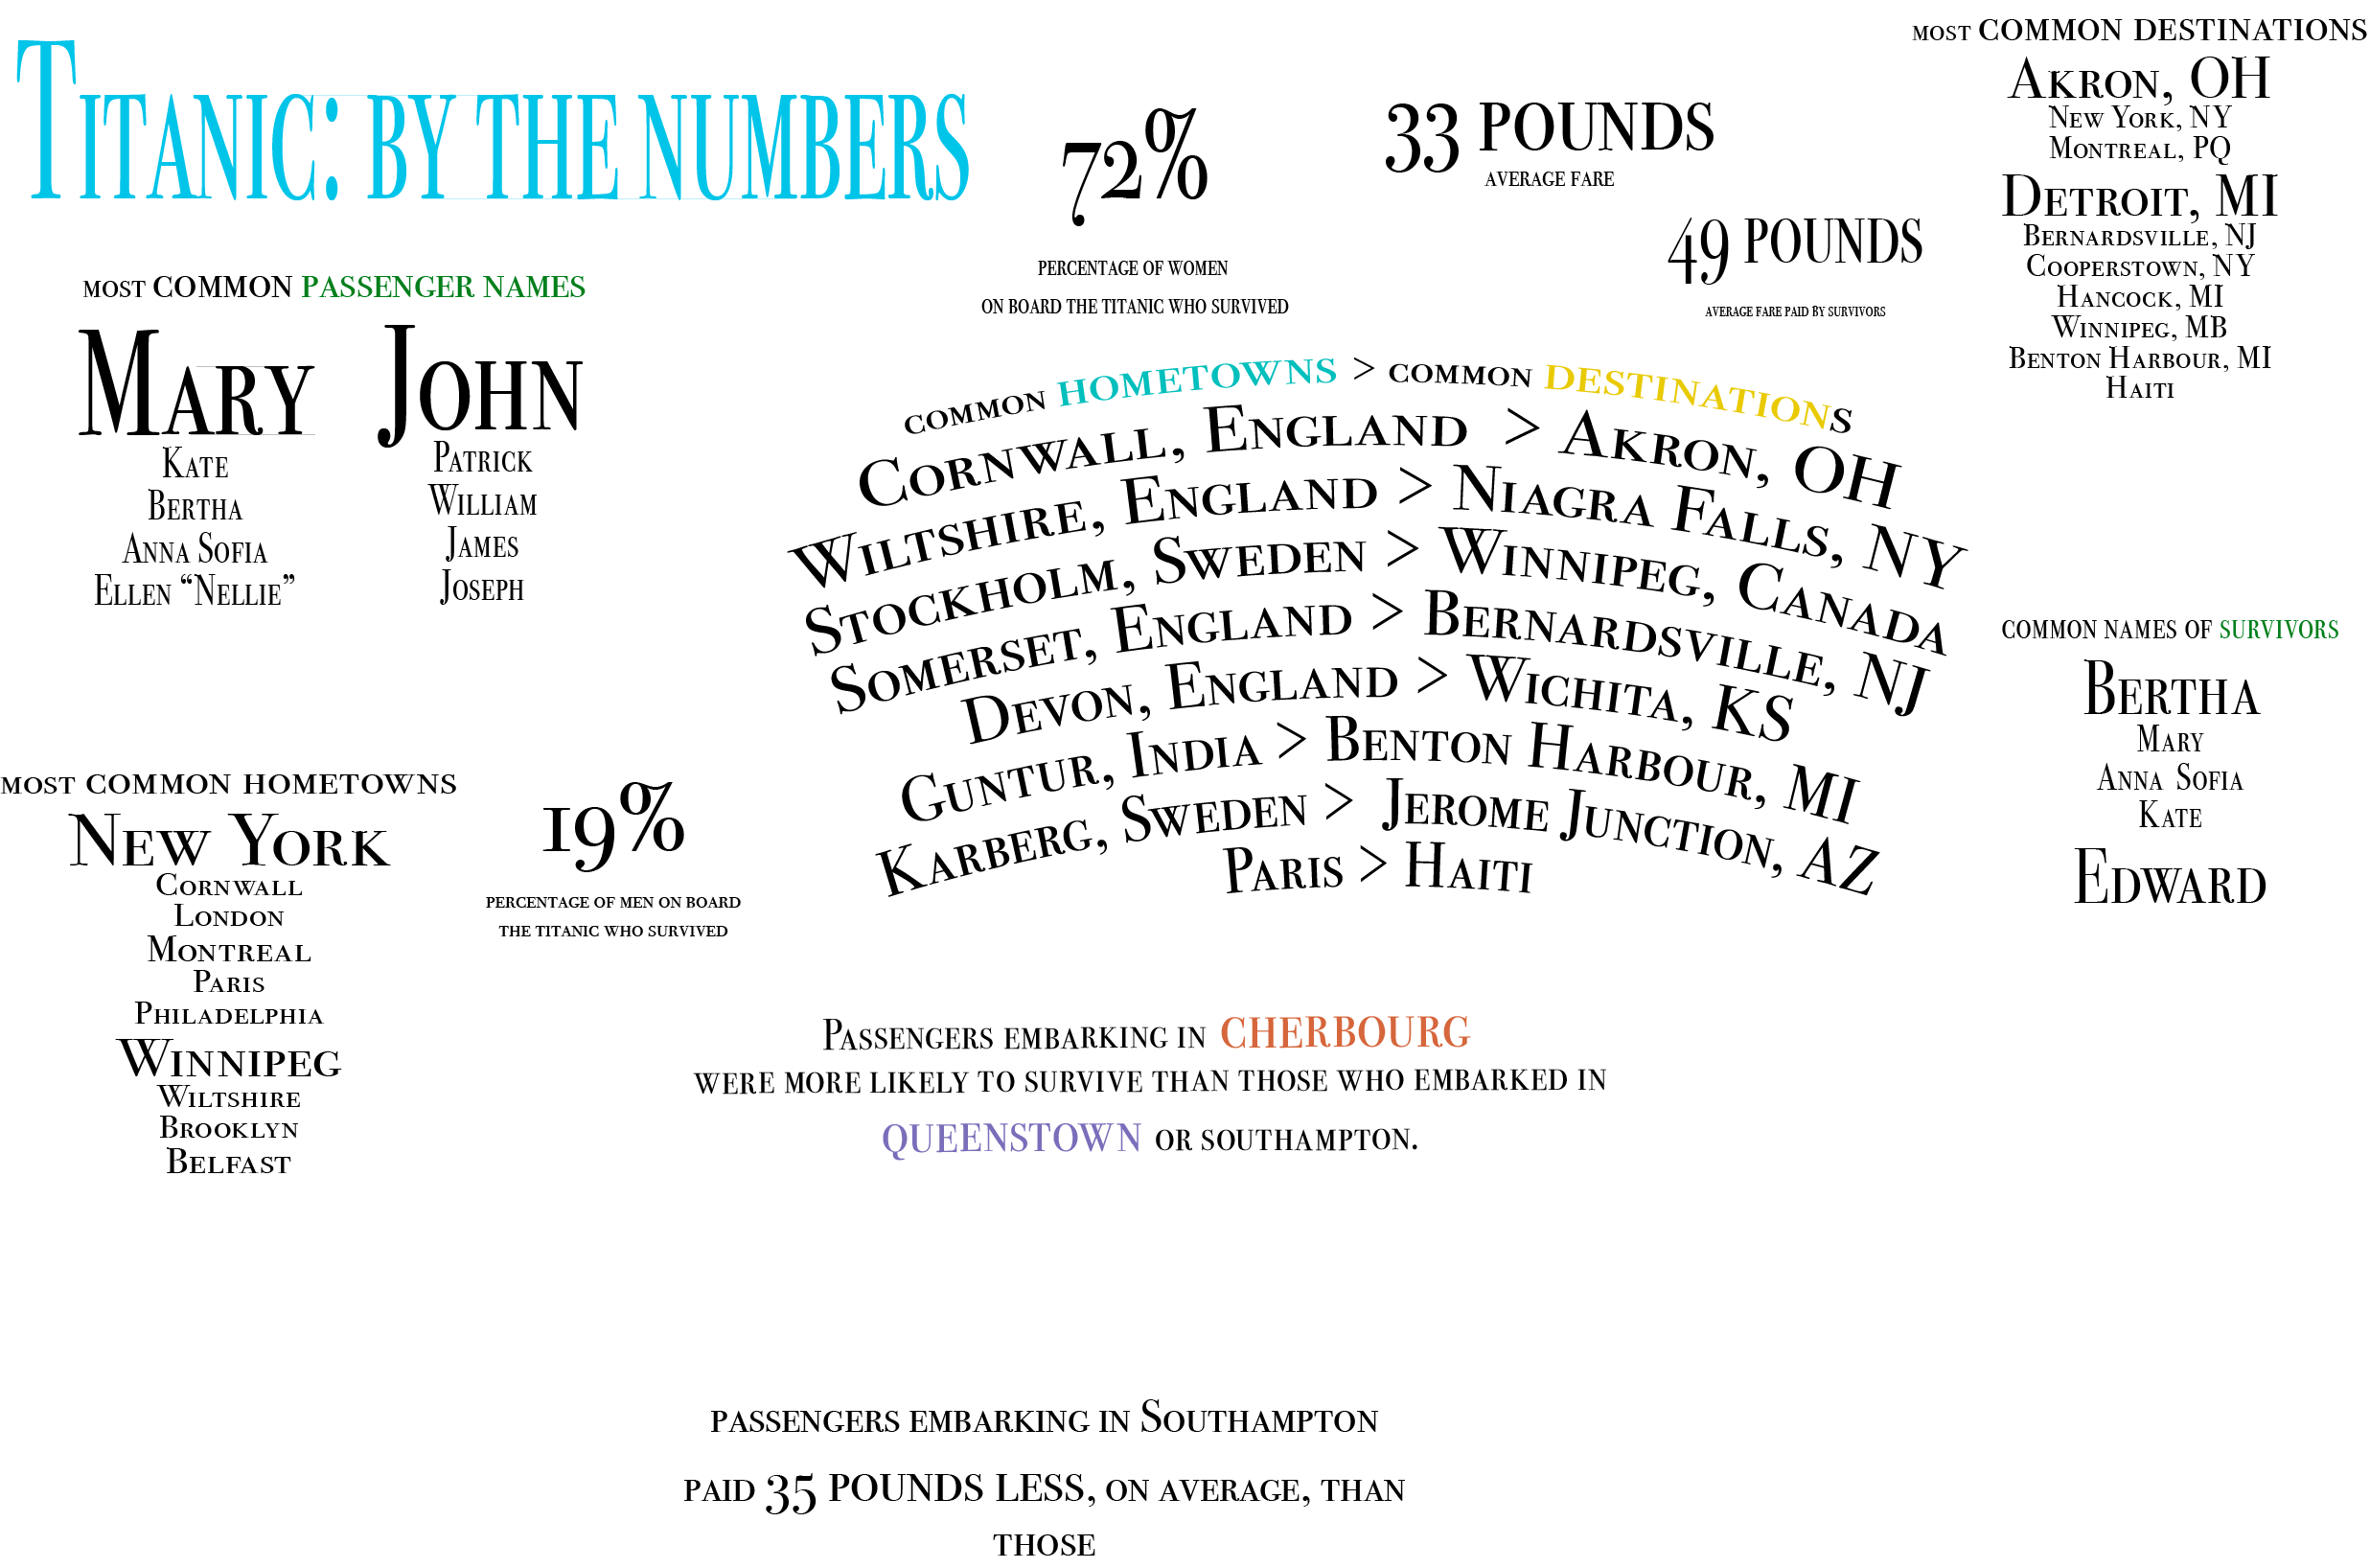 Titanic: by the numbers
72%
percentage of women
on board the titanic who survived
33 pounds
average fare
49 pounds
average fare paid by survivors
most common destinations
Akron, OH
New York, NY
Montreal, PQ
Detroit, MI
Bernardsville, NJ
Cooperstown, NY
Hancock, MI
Winnipeg, MB
Benton Harbour, MI
Haiti
most common passenger names
Mary
Kate
Bertha
Anna Sofia
Ellen “Nellie”
John
Patrick
William
James
Joseph
common hometowns > common destinations
Cornwall, England > Akron, OH
Wiltshire, England > Niagra Falls, NY
Stockholm, Sweden > Winnipeg, Canada
Somerset, England > Bernardsville, NJ
Devon, England > Wichita, KS
Guntur, India > Benton Harbour, MI
Karberg, Sweden > Jerome Junction, AZ
Paris > Haiti
common names of survivors
Bertha
Mary
Anna Sofia
Kate
Edward
most common hometowns
New York
Cornwall
London
Montreal
Paris
Philadelphia
Winnipeg
Wiltshire
Brooklyn
Belfast
19%
percentage of men on board
the titanic who survived
Passengers embarking in cherbourg
were more likely to survive than those who embarked in
queenstown or southampton.
passengers embarking in Southampton
paid 35 pounds less, on average, than
those